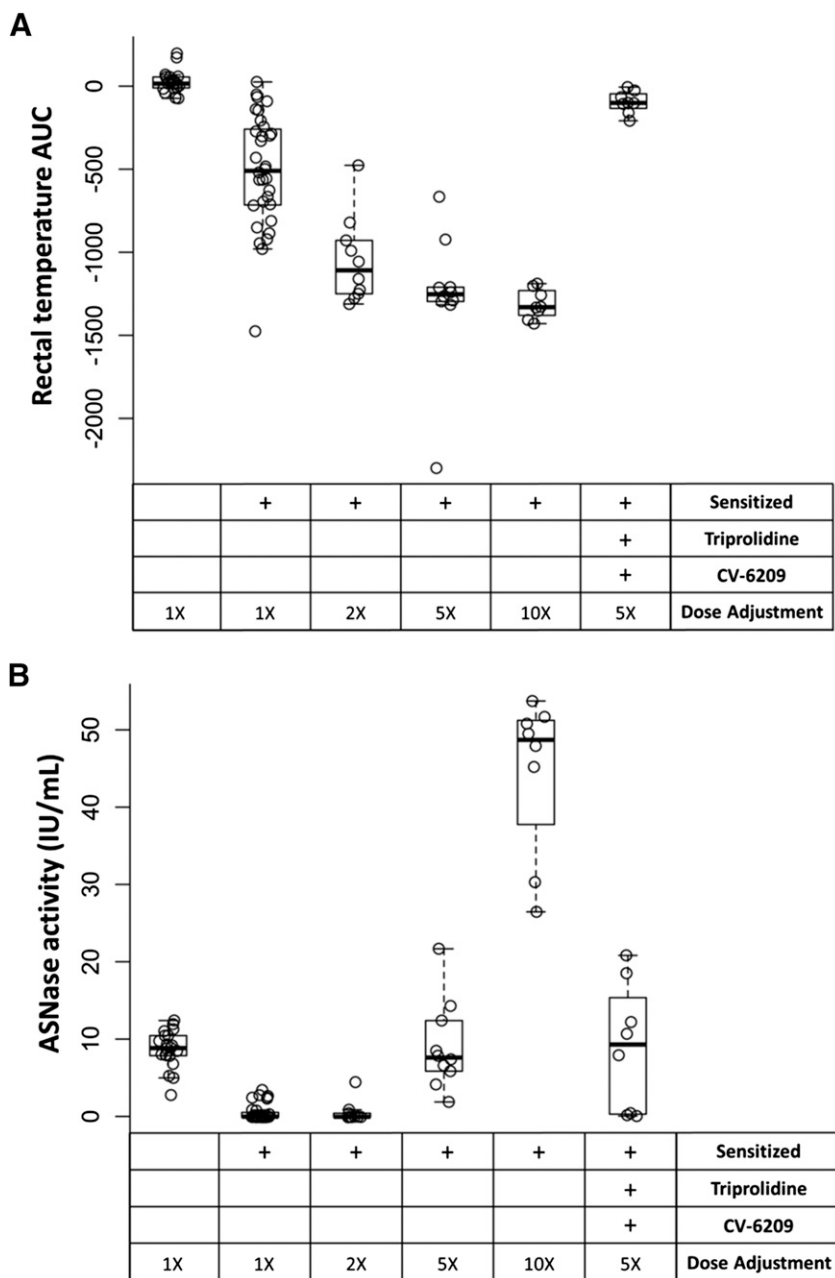 A
Rectal temperature AUC
0
-500
-1000
-1500
-2000
+ + + + + Sensitized
+ Triprolidine
+ CV-6209
1X 1X 2X 5X 10X 5X Dose Adjustment
B
ASNase activity (IU/mL)
50
40
30
20
10
0
+ + + + + Sensitized
+ Triprolidine
+ CV-6209
1X 1X 2X 5X 10X 5X Dose Adjustment